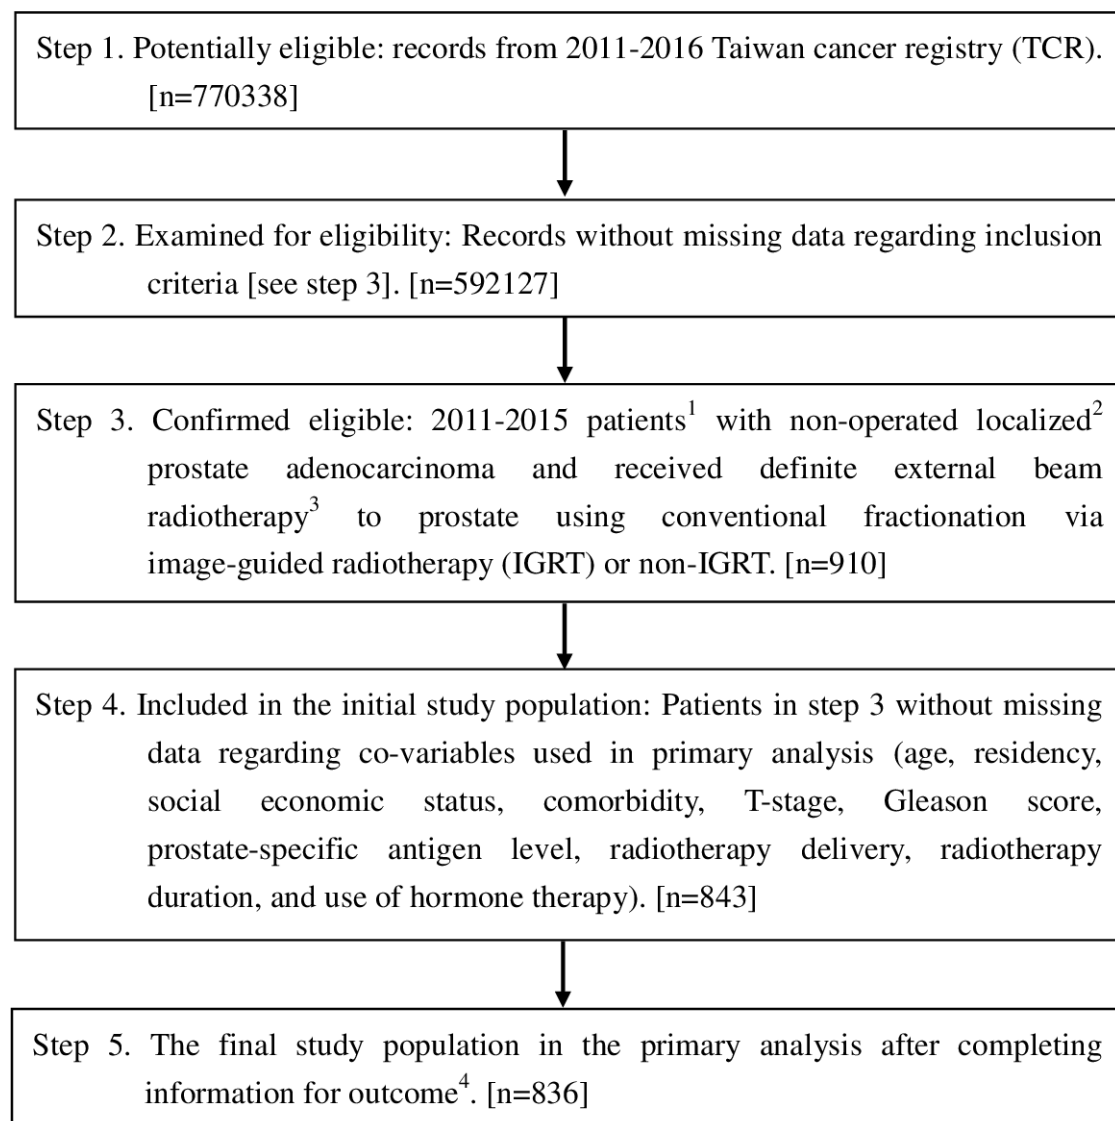 Step 1. Potentially eligible: records from 2011-2016 Taiwan cancer registry (TCR).
[n=770338]
Step 2. Examined for eligibility: Records without missing data regarding inclusion
criteria [see step 3]. [n=592127]
Step 3. Confirmed eligible: 2011-2015 patients¹ with non-operated localized²
prostate adenocarcinoma and received definite external beam
radiotherapy³ to prostate using conventional fractionation via
image-guided radiotherapy (IGRT) or non-IGRT. [n=910]
Step 4. Included in the initial study population: Patients in step 3 without missing
data regarding co-variables used in primary analysis (age, residency,
social economic status, comorbidity, T-stage, Gleason score,
prostate-specific antigen level, radiotherapy delivery, radiotherapy
duration, and use of hormone therapy). [n=843]
Step 5. The final study population in the primary analysis after completing
information for outcome⁴. [n=836]